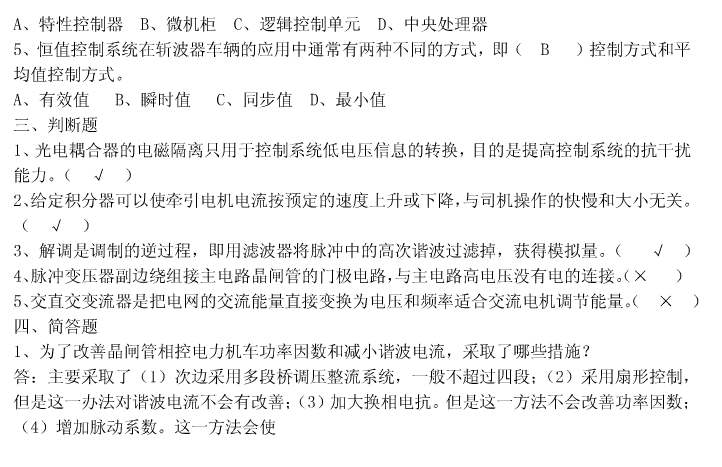 A、特性控制器  B、微机柜  C、逻辑控制单元  D、中央处理器
5、恒值控制系统在斩波器车辆的应用中通常有两种不同的方式，即（  B   ）控制方式和平
均值控制方式。
A、有效值   B、瞬时值   C、同步值  D、最小值
三、判断题
1、光电耦合器的电磁隔离只用于控制系统低电压信息的转换，目的是提高控制系统的抗干扰
能力。（  √  ）
2、给定积分器可以使牵引电机电流按预定的速度上升或下降，与司机操作的快慢和大小无关。
（  √  ）
3、解调是调制的逆过程，即用滤波器将脉冲中的高次谐波过滤掉，获得模拟量。（   √  ）
4、脉冲变压器副边绕组接主电路晶闸管的门极电路，与主电路高电压没有电的连接。（×   ）
5、交直交变流器是把电网的交流能量直接变换为电压和频率适合交流电机调节能量。（  ×  ）
四、简答题
1、为了改善晶闸管相控电力机车功率因数和减小谐波电流，采取了哪些措施？
答：主要采取了（1）次边采用多段桥调压整流系统，一般不超过四段；（2）采用扇形控制，
但是这一办法对谐波电流不会有改善；（3）加大换相电抗。但是这一方法不会改善功率因数；
（4）增加脉动系数。这一方法会使